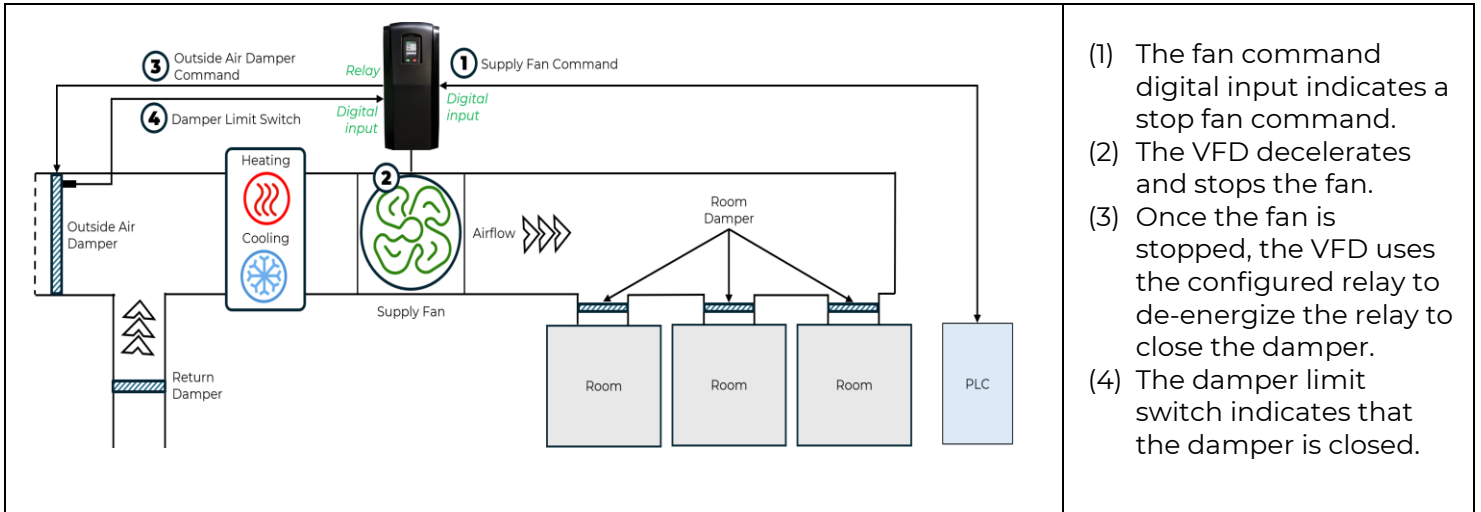 3 Outside Air Damper
Command
Relay
1 Supply Fan Command
4 Damper Limit Switch
Digital
input
Digital
input
Heating
Cooling
2
Outside Air
Damper
Airflow
Room
Damper
Supply Fan
Return
Damper
Room
Room
Room
PLC
(1) The fan command
digital input indicates a
stop fan command.
(2) The VFD decelerates
and stops the fan.
(3) Once the fan is
stopped, the VFD uses
the configured relay to
de-energize the relay to
close the damper.
(4) The damper limit
switch indicates that
the damper is closed.